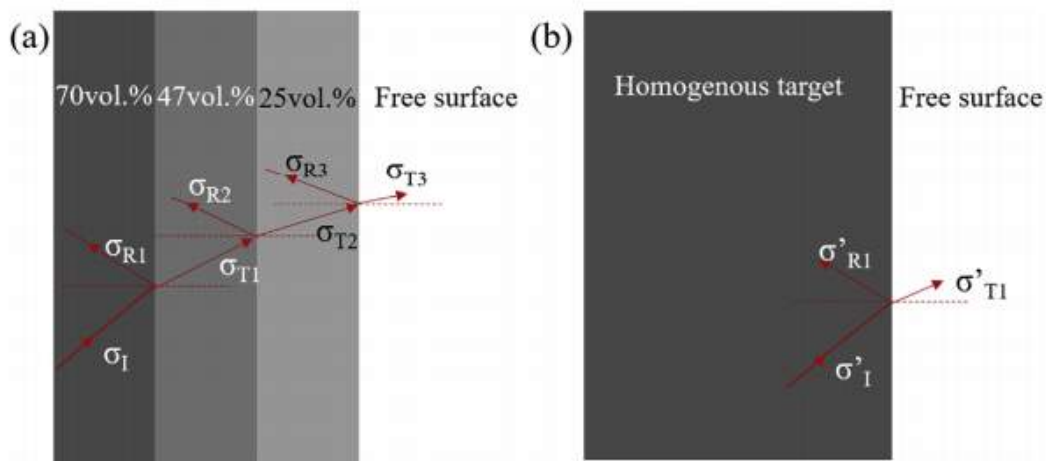 (a)
70vol.% 47vol.% 25vol.% Free surface
σR3
σT3
σR2
σT2
σR1
σT1
σI
(b)
Homogenous target
Free surface
σ’R1
σ’T1
σ’I